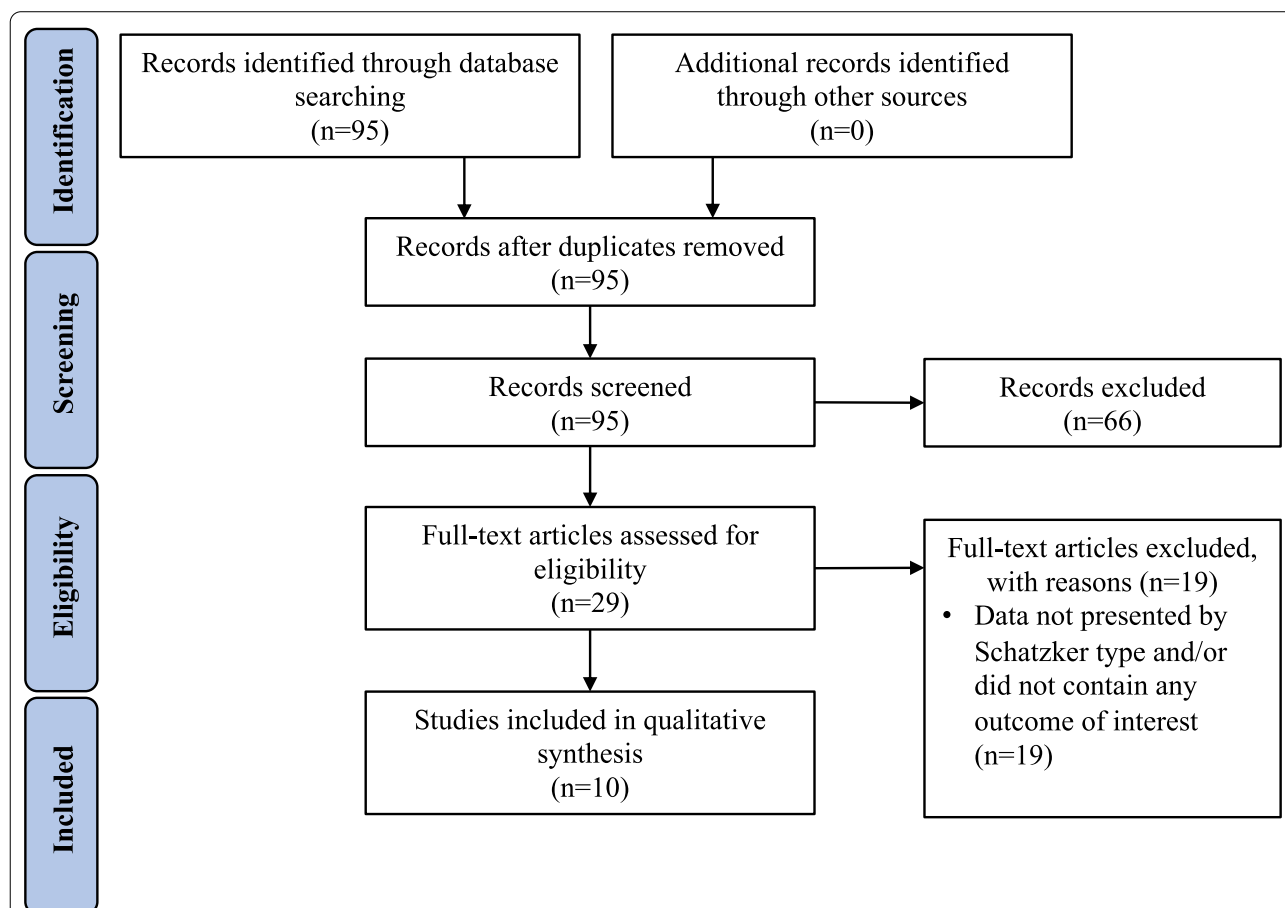 Identification
Records identified through database
searching
(n=95)
Additional records identified
through other sources
(n=0)
Records after duplicates removed
(n=95)
Screening
Records screened
(n=95)
Records excluded
(n=66)
Eligibility
Full-text articles assessed for
eligibility
(n=29)
Full-text articles excluded,
with reasons (n=19)
• Data not presented by
Schatzker type and/or
did not contain any
outcome of interest
(n=19)
Included
Studies included in qualitative
synthesis
(n=10)